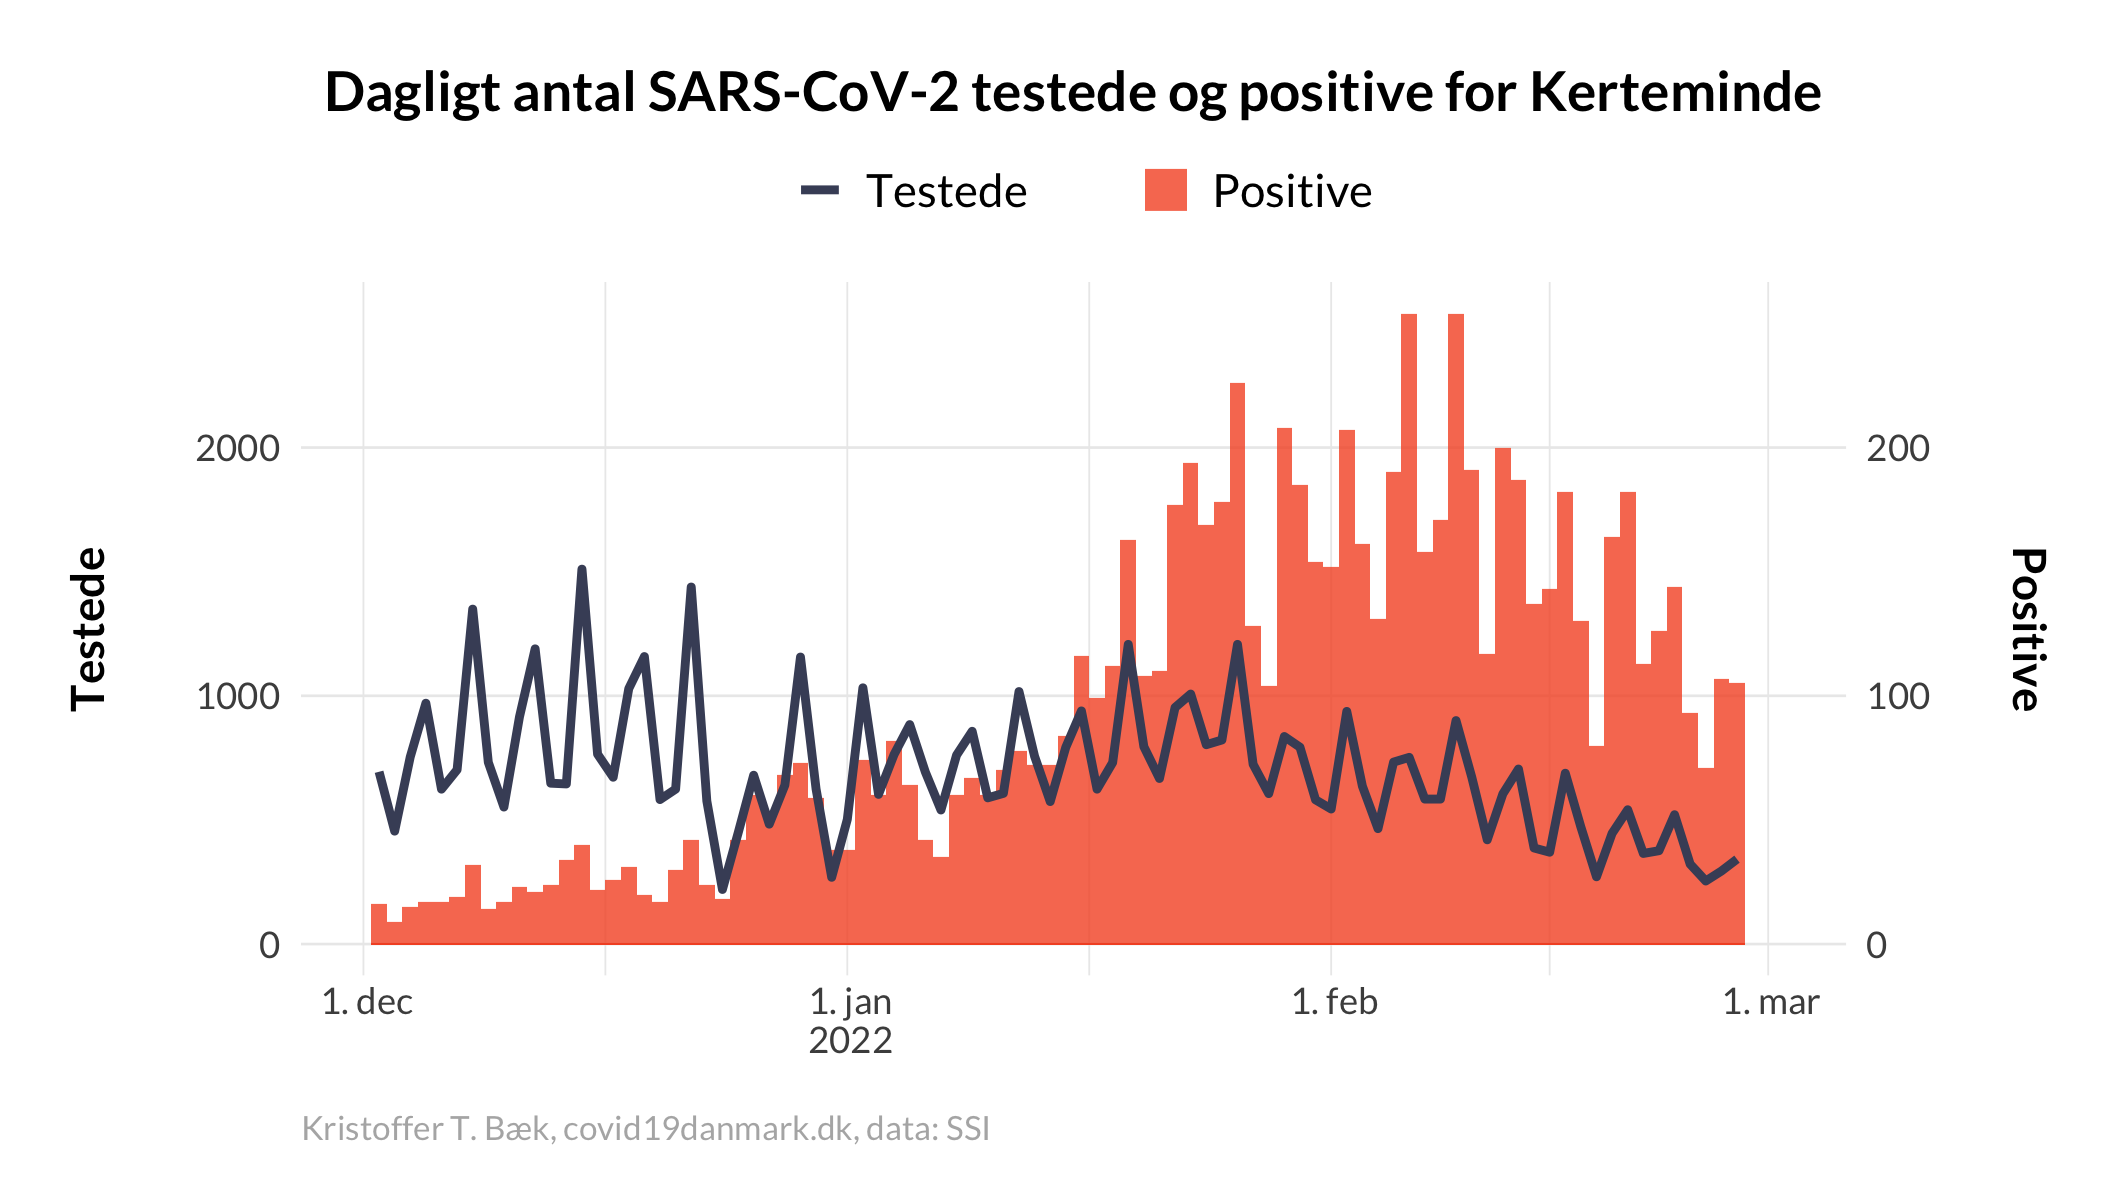 Dagligt antal SARS-CoV-2 testede og positive for Kerteminde
Testede
Positive
Testede
2000
1000
0
200
100
0
Positive
1. dec
1. jan
2022
1. feb
1. mar
Kristoffer T. Bæk, covid19danmark.dk, data: SSI